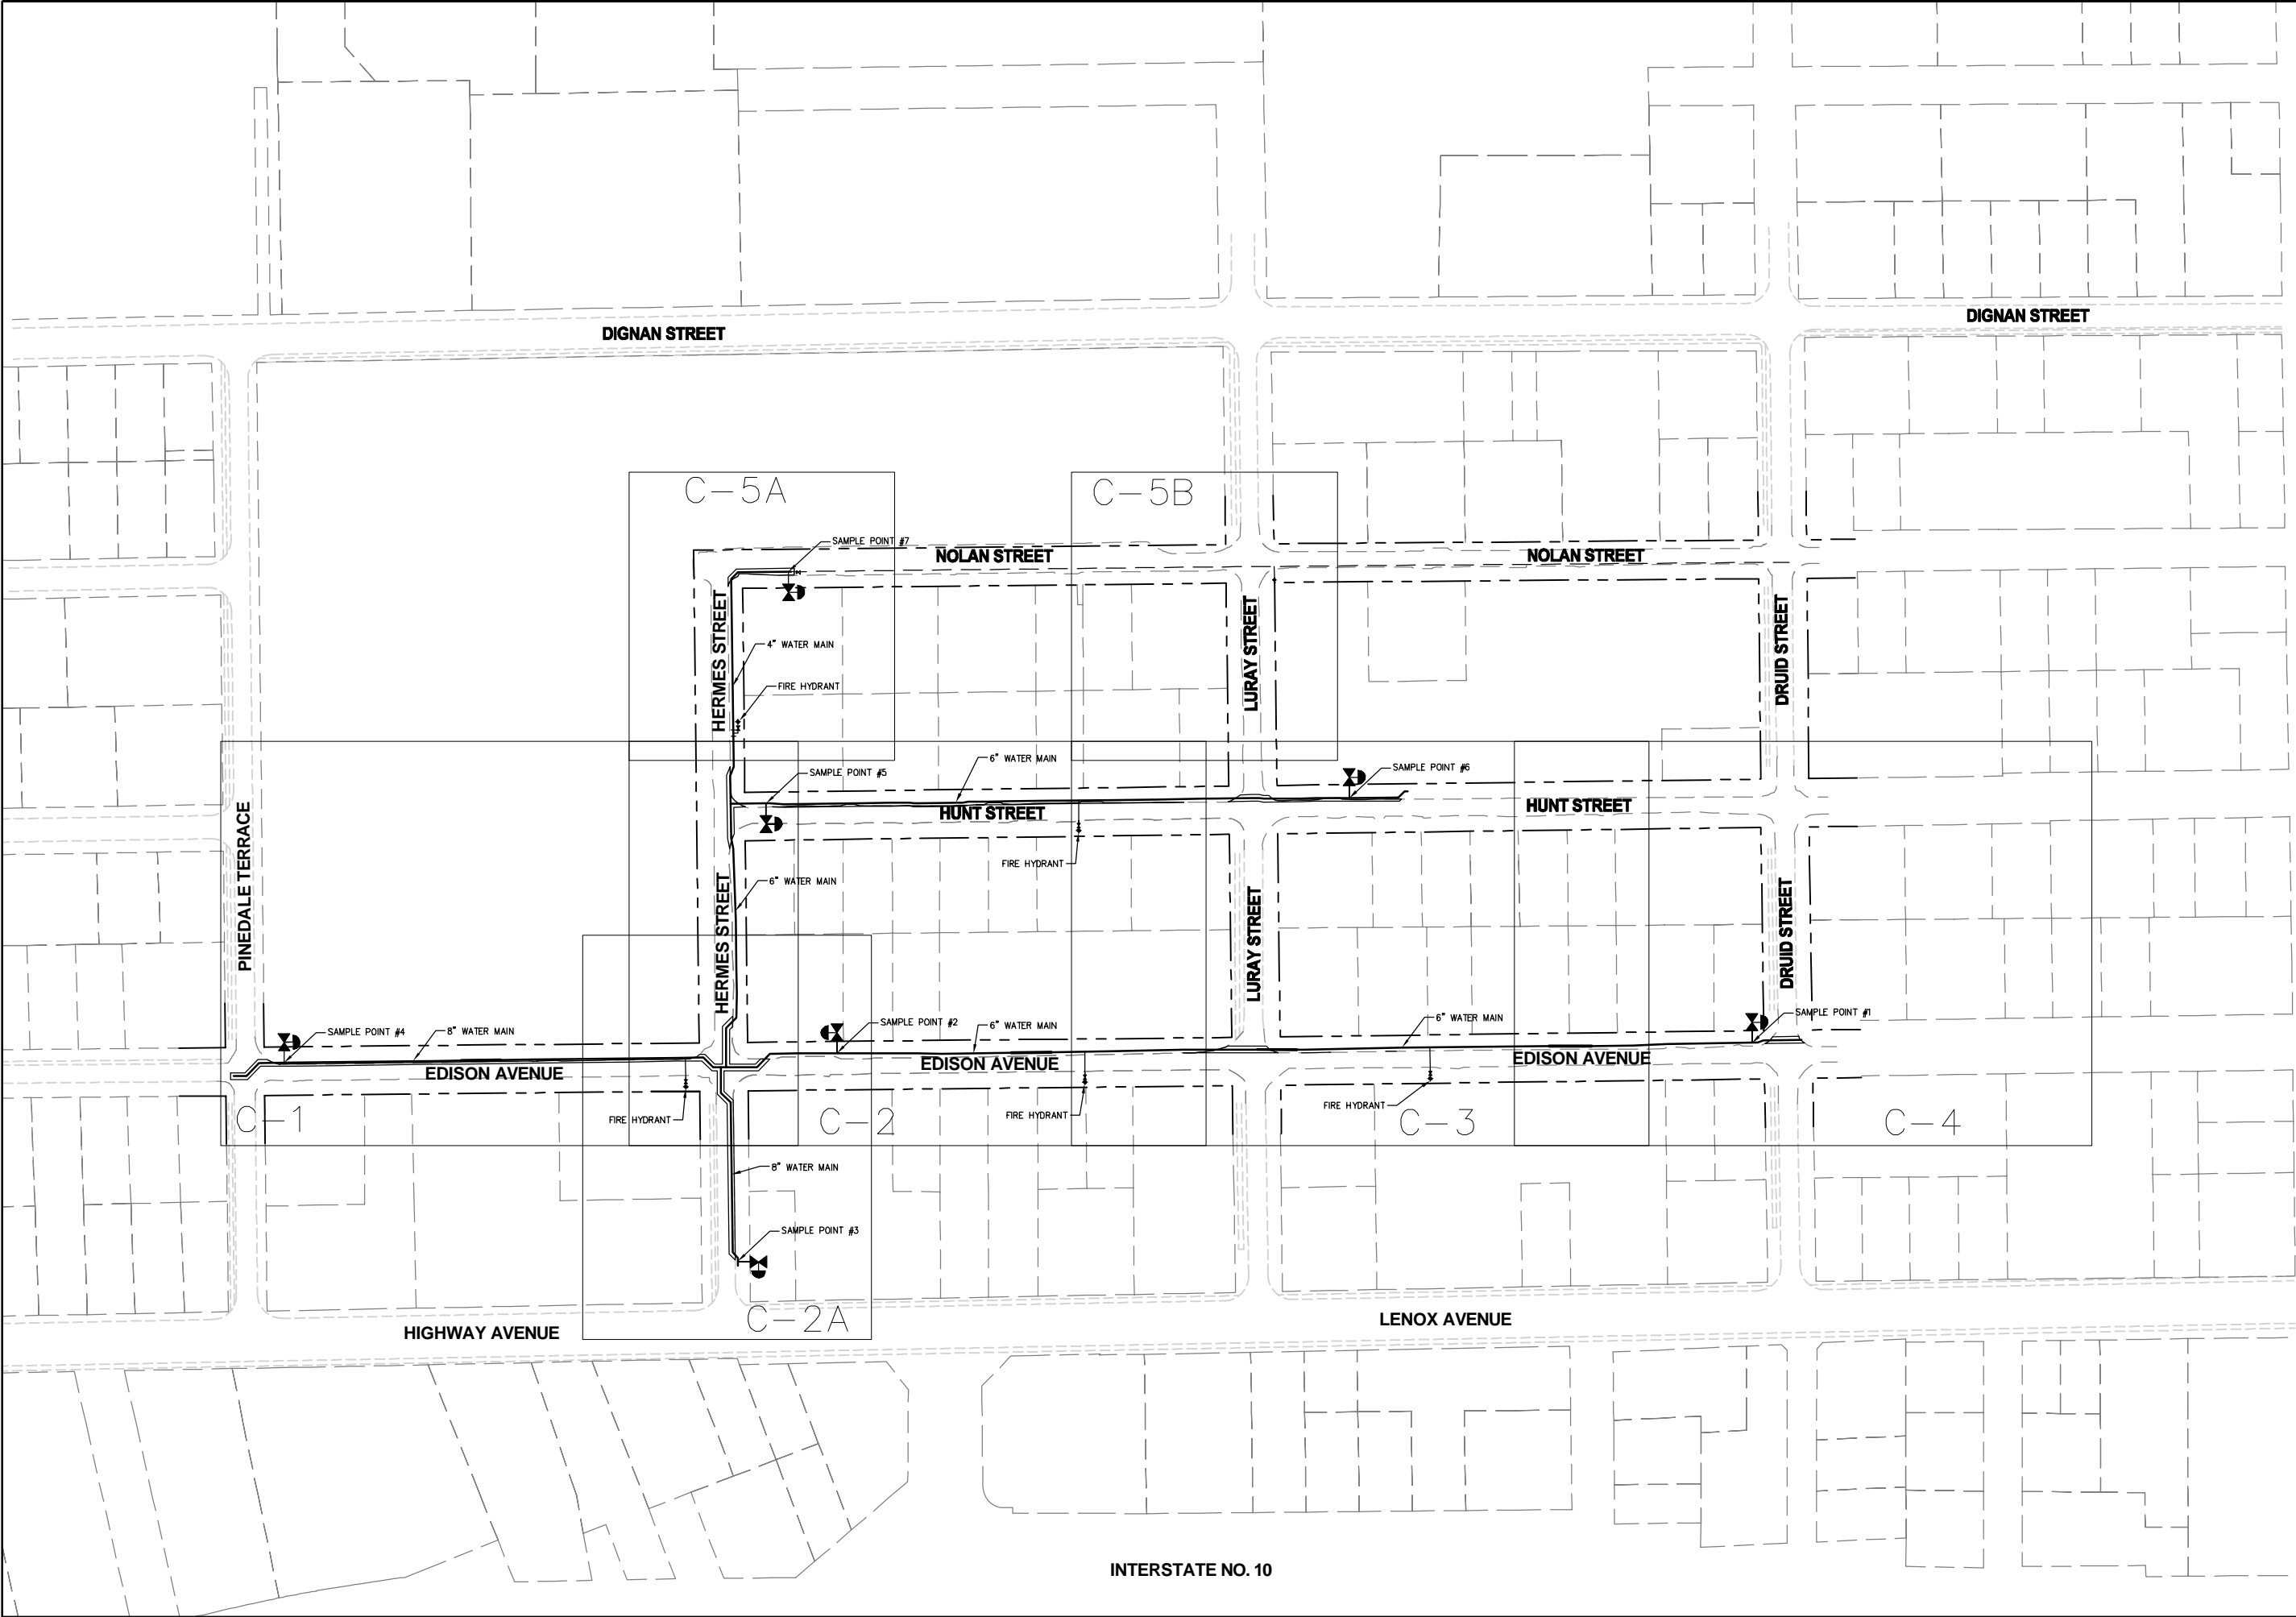 DIGNAN STREET
DIGNAN STREET
C-5A
C-5B
SAMPLE POINT #7
NOLAN STREET
NOLAN STREET
HERMES STREET
LURAY STREET
DRUID STREET
4" WATER MAIN
FIRE HYDRANT
SAMPLE POINT #5
6" WATER MAIN
SAMPLE POINT #6
HUNT STREET
HUNT STREET
PINEDALE TERRACE
FIRE HYDRANT
6" WATER MAIN
HERMES STREET
LURAY STREET
DRUID STREET
SAMPLE POINT #4
8" WATER MAIN
SAMPLE POINT #2
6" WATER MAIN
6" WATER MAIN
SAMPLE POINT #1
EDISON AVENUE
EDISON AVENUE
EDISON AVENUE
C-1
FIRE HYDRANT
C-2
FIRE HYDRANT
FIRE HYDRANT
C-3
C-4
8" WATER MAIN
SAMPLE POINT #3
C-2A
HIGHWAY AVENUE
LENOX AVENUE
INTERSTATE NO. 10